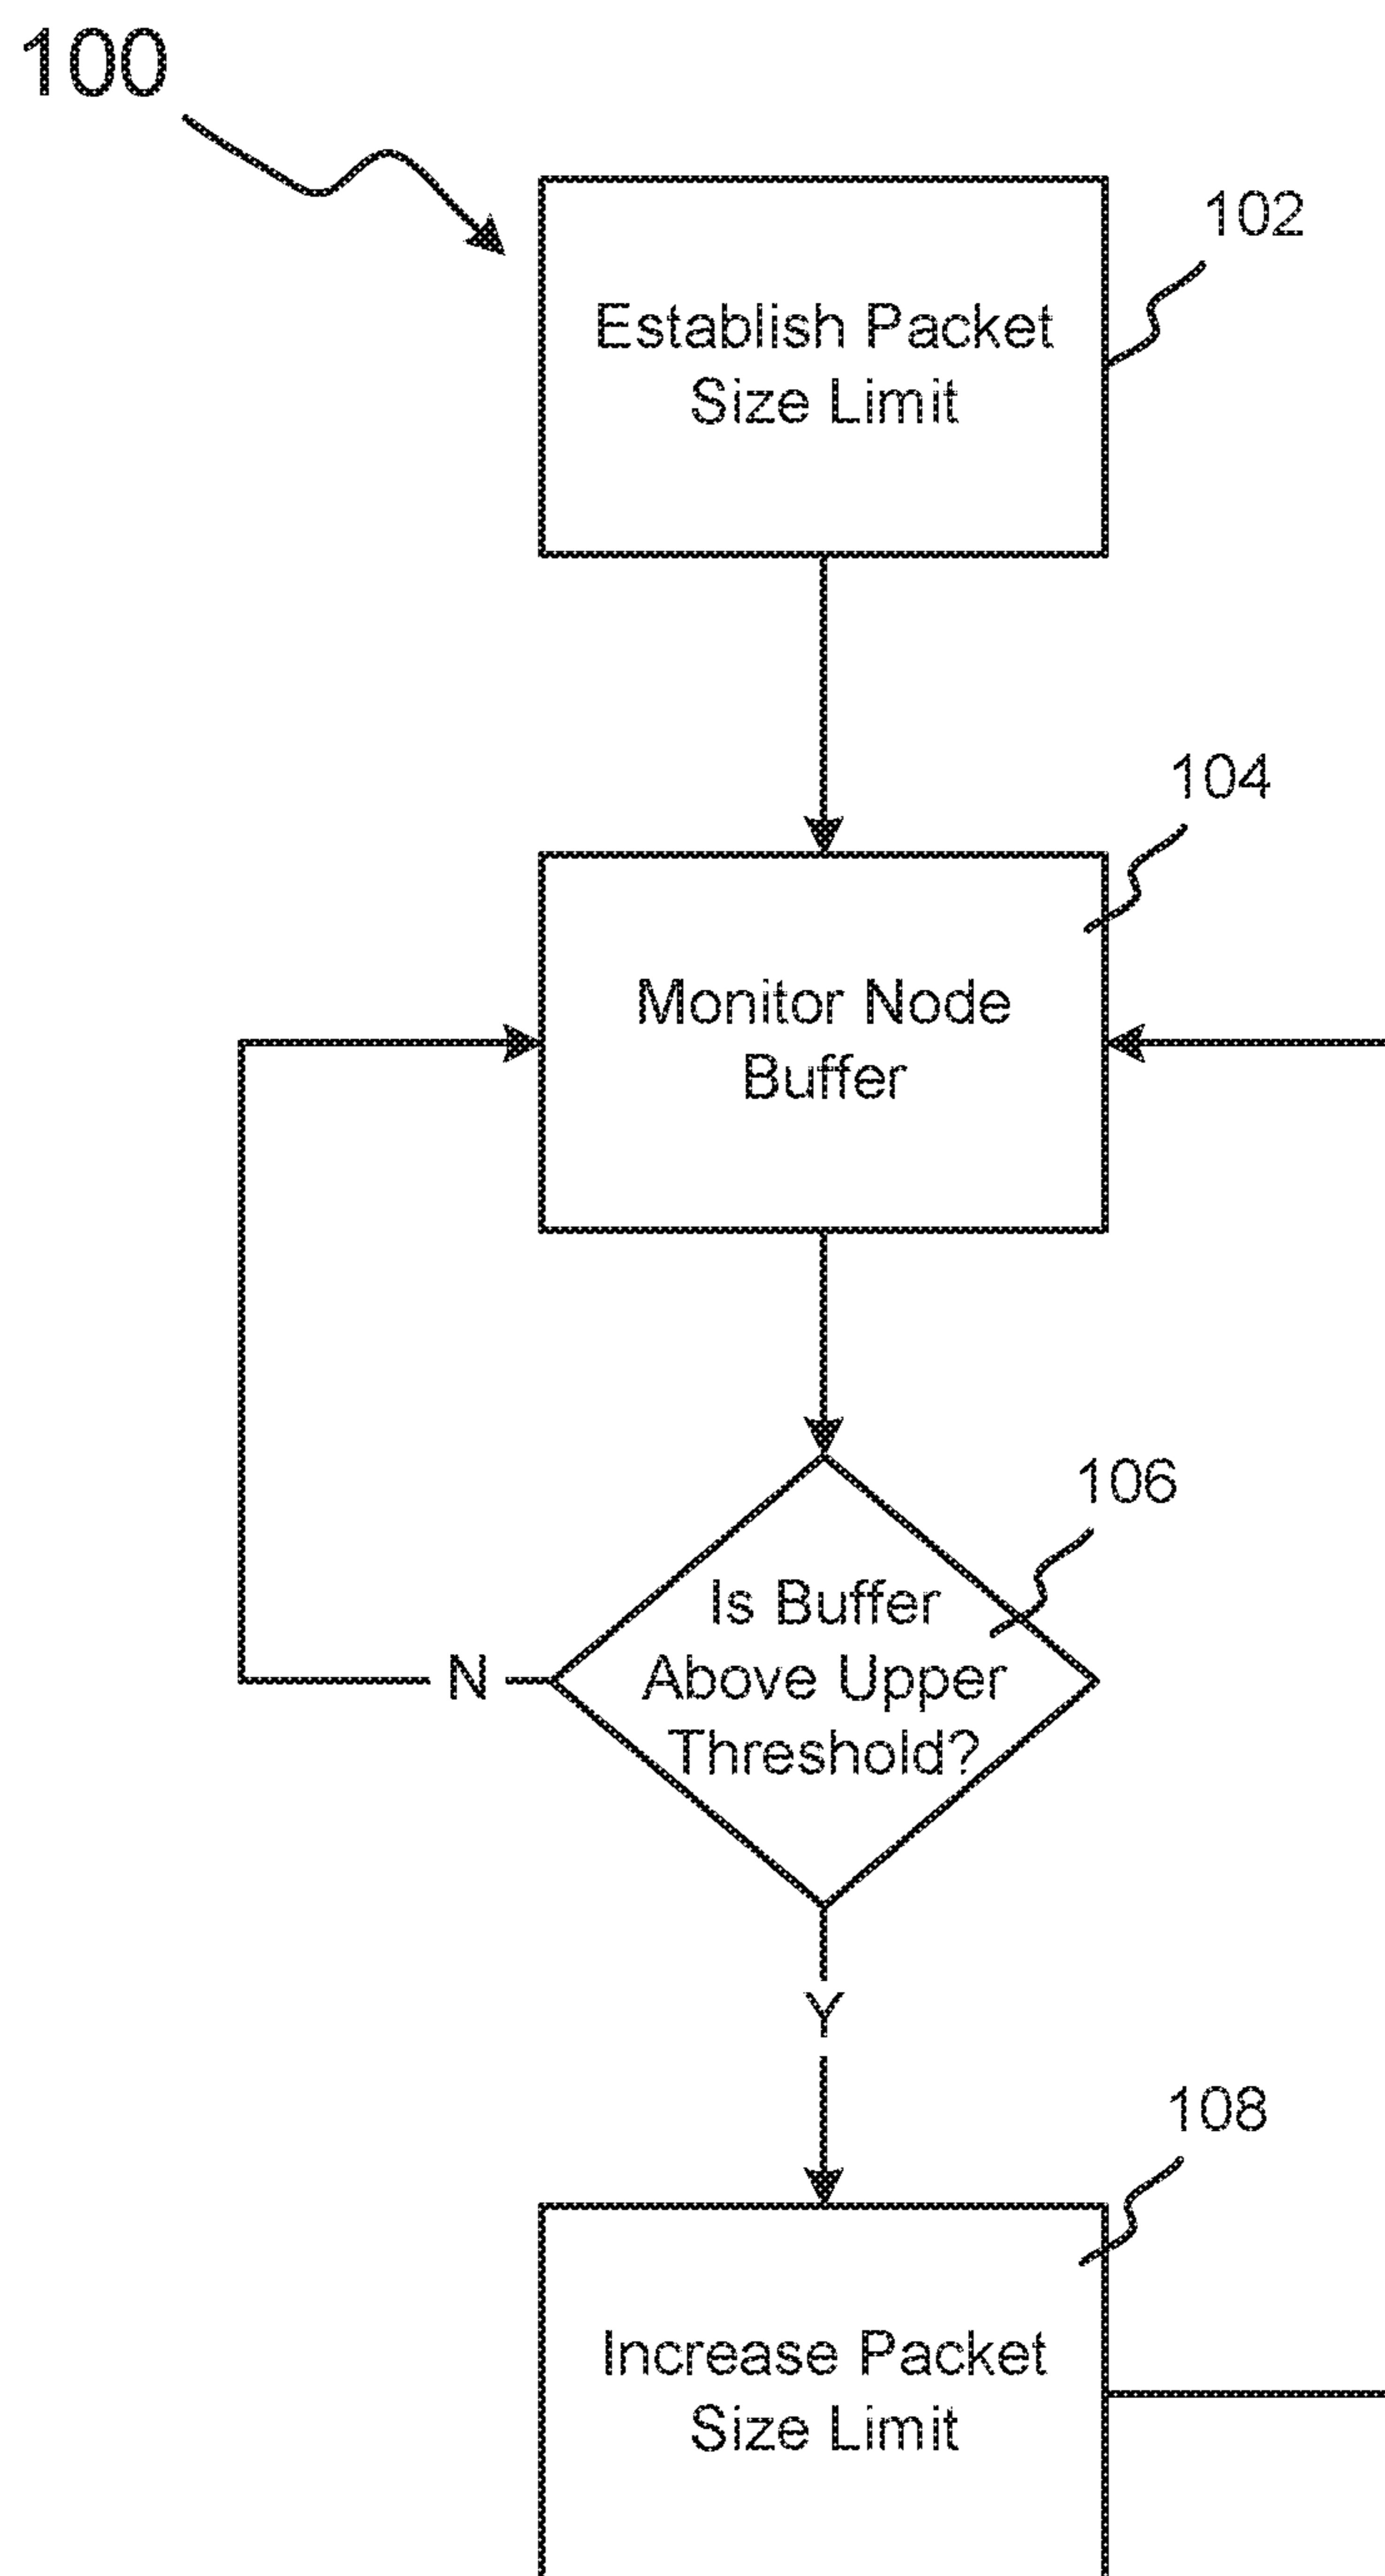 100
102
Establish Packet
Size Limit
104
Monitor Node
Buffer
106
Is Buffer
Above Upper
Threshold?
N
Y
108
Increase Packet
Size Limit